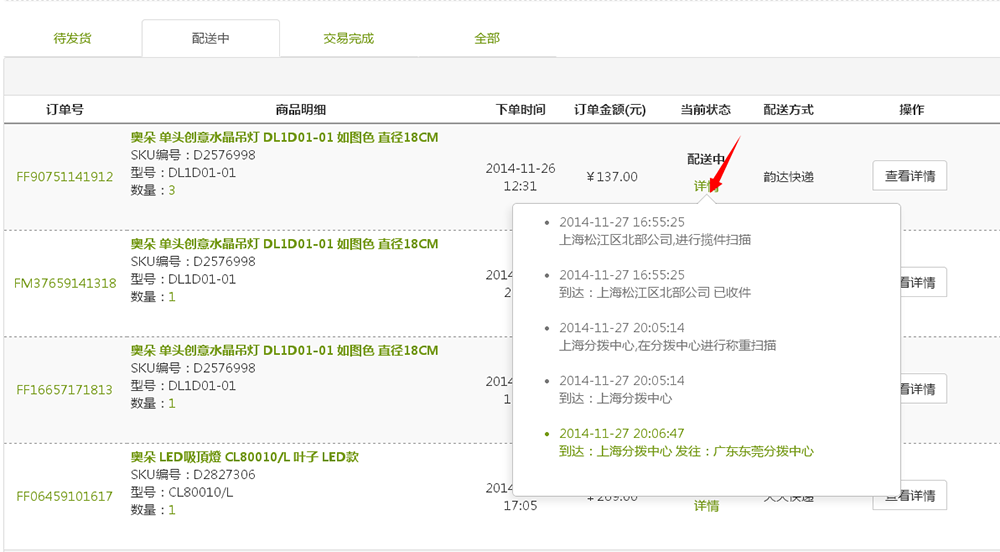 待发货 配送中 交易完成 全部
订单号 商品明细 下单时间 订单金额(元) 当前状态 配送方式 操作
奥朵 单头创意水晶吊灯 DL1D01-01 如图色 直径18CM
SKU编号：D2576998
型号：DL1D01-01
数量：3
FF90751141912
2014-11-26
12:31
￥137.00
配送中
详情
韵达快递
查看详情
2014-11-27 16:55:25
上海松江区北部公司,进行揽件扫描
2014-11-27 16:55:25
到达：上海松江区北部公司 已收件
2014-11-27 20:05:14
上海分拨中心,在分拨中心进行称重扫描
2014-11-27 20:05:14
到达：上海分拨中心
2014-11-27 20:06:47
到达：上海分拨中心 发往：广东东莞分拨中心
奥朵 单头创意水晶吊灯 DL1D01-01 如图色 直径18CM
SKU编号：D2576998
型号：DL1D01-01
数量：1
FM37659141318
2014
2
看详情
奥朵 单头创意水晶吊灯 DL1D01-01 如图色 直径18CM
SKU编号：D2576998
型号：DL1D01-01
数量：1
FF16657171813
2014
1
看详情
奥朵 LED吸頂燈 CL80010/L 叶子 LED款
SKU编号：D2827306
型号：CL80010/L
数量：1
FF06459101617
2014
17:05
￥209.00
详情
天天快递
查看详情